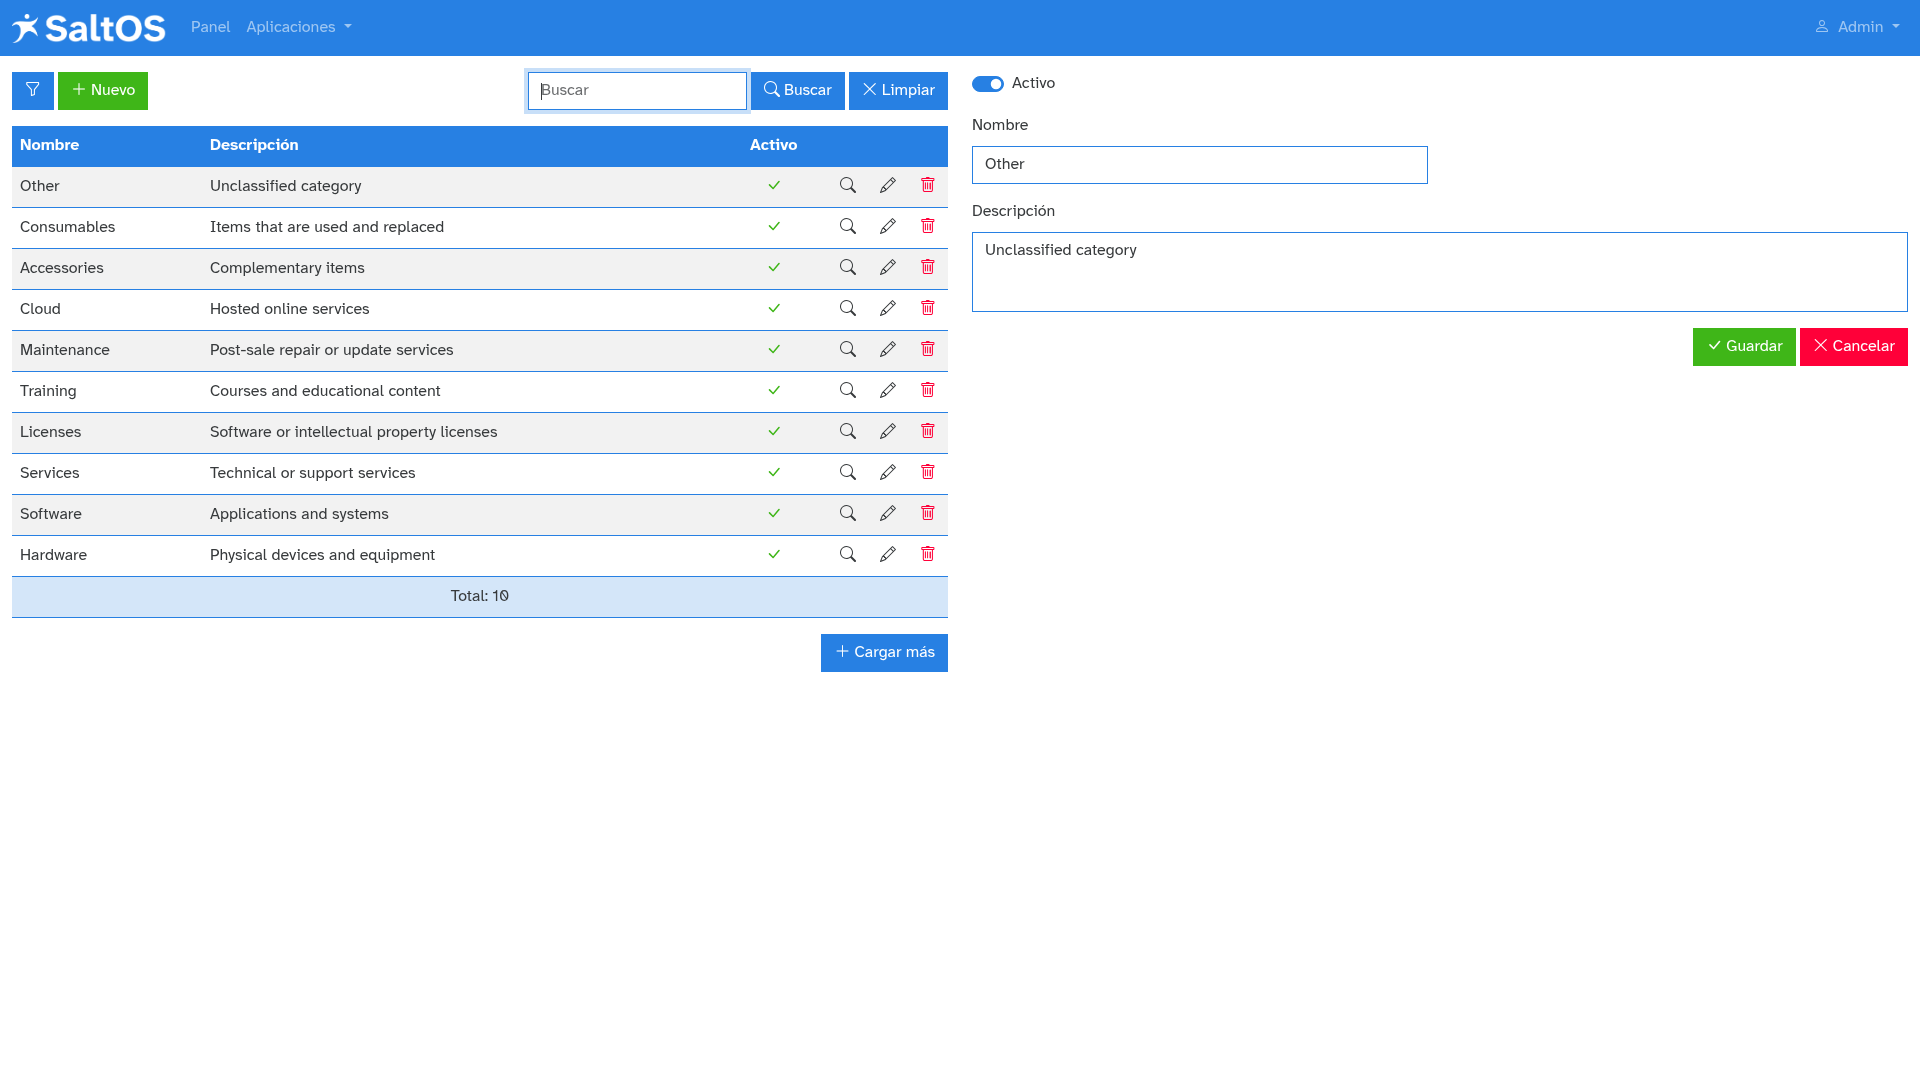 SaltOS Panel Aplicaciones Admin
Nuevo Buscar Buscar Limpiar
Nombre Descripción Activo
Other Unclassified category
Consumables Items that are used and replaced
Accessories Complementary items
Cloud Hosted online services
Maintenance Post-sale repair or update services
Training Courses and educational content
Licenses Software or intellectual property licenses
Services Technical or support services
Software Applications and systems
Hardware Physical devices and equipment
Total: 10
Cargar más
Activo
Nombre
Other
Descripción
Unclassified category
Guardar Cancelar